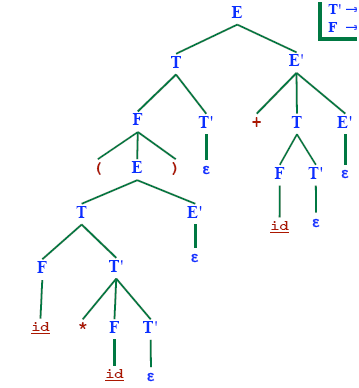 E
T' →
F →
T E'
F T' + T E'
( E ) ε F T' ε
T E' id ε
ε
F T'
id * F T'
id ε